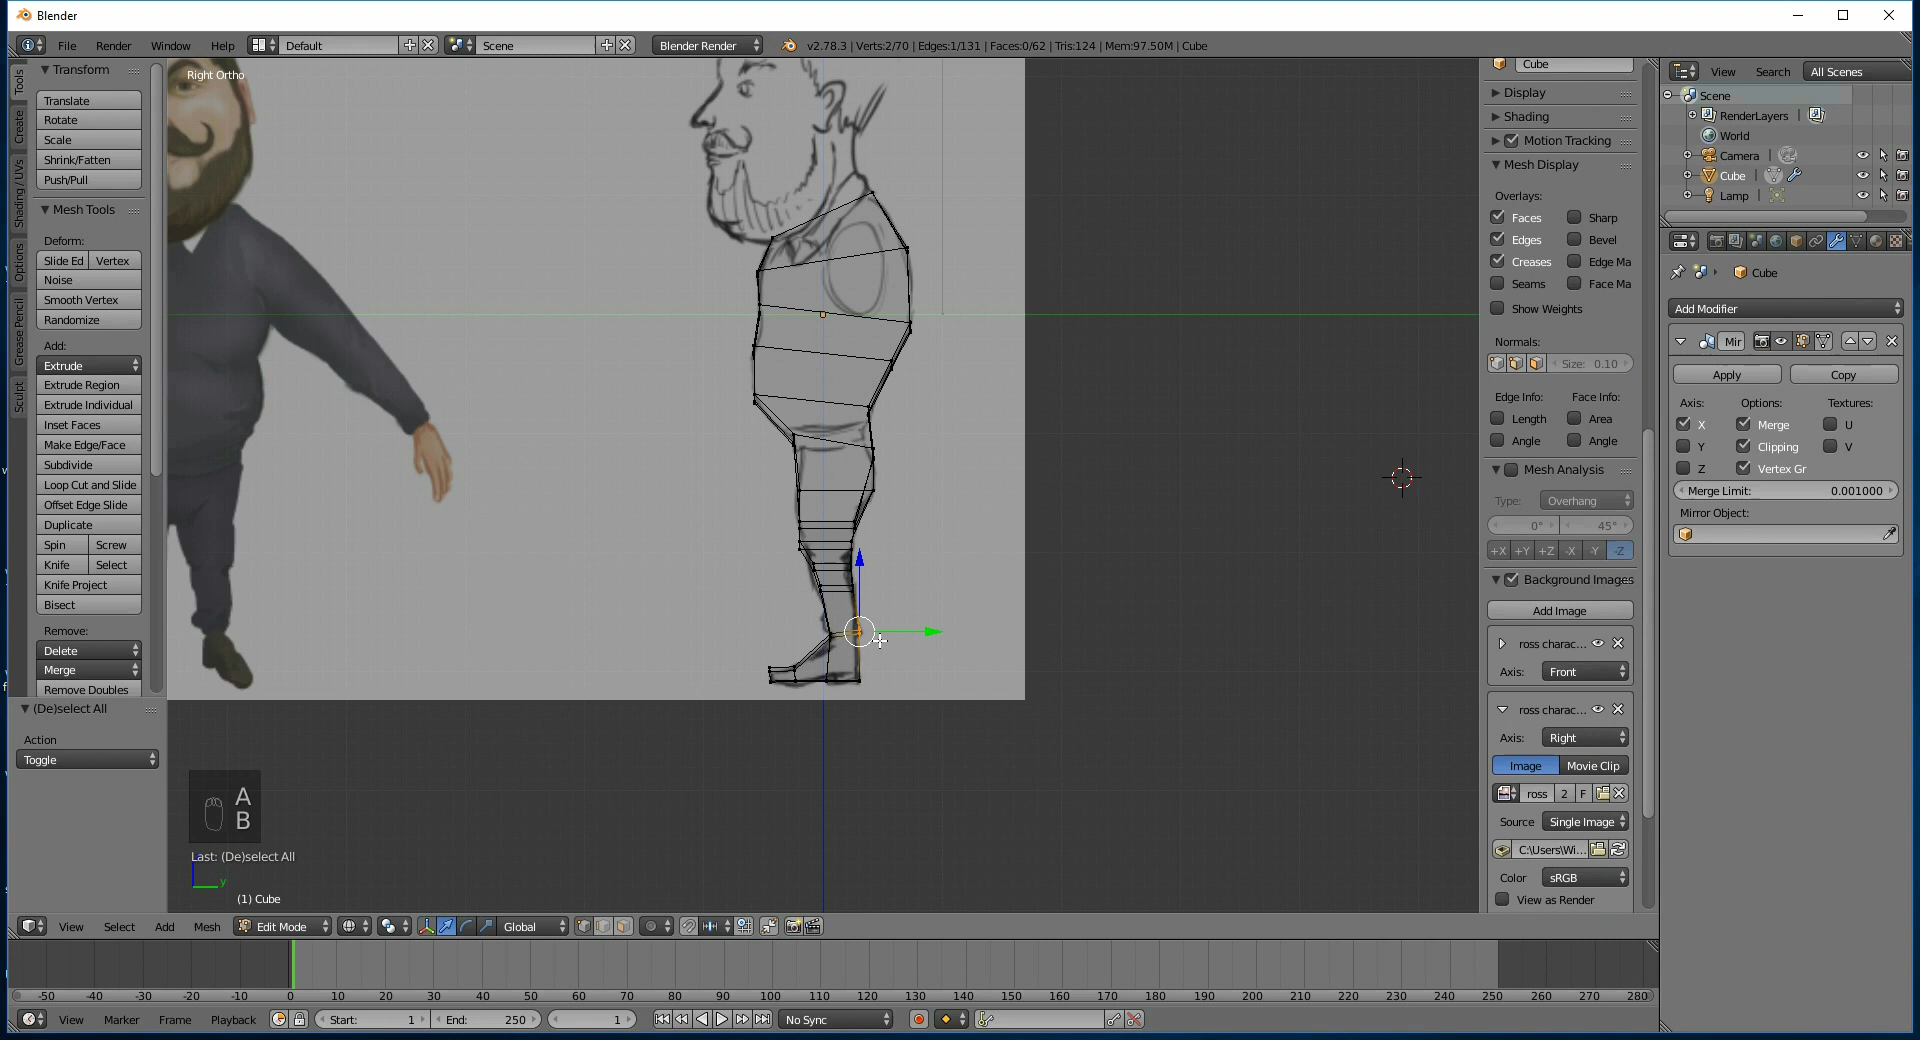 Blender
File Render Window Help Default Scene Blender Render v2.78.3 | Verts:2/70 | Edges:1/131 | Faces:0/62 | Tris:124 | Mem:97.50M | Cube
Tools
Create
Shading / UVs
Options
Grease Pencil
Sculpt
Transform
Translate
Rotate
Scale
Shrink/Fatten
Push/Pull
Mesh Tools
Deform:
Slide Ed Vertex
Noise
Smooth Vertex
Randomize
Add:
Extrude
Extrude Region
Extrude Individual
Inset Faces
Make Edge/Face
Subdivide
Loop Cut and Slide
Offset Edge Slide
Duplicate
Spin Screw
Knife Select
Knife Project
Bisect
Remove:
Delete
Merge
Remove Doubles
(De)select All
Action
Toggle
Right Ortho
A
B
Last: (De)select All
y
(1) Cube
Cube
Display
Shading
Motion Tracking
Mesh Display
Overlays:
Faces Sharp
Edges Bevel
Creases Edge Ma
Seams Face Ma
Show Weights
Normals:
Size: 0.10
Edge Info: Face Info:
Length Area
Angle Angle
Mesh Analysis
Type: Overhang
0° 45°
+X +Y +Z -X -Y -Z
Background Images
Add Image
ross charac...
Axis: Front
ross charac...
Axis: Right
Image Movie Clip
ross 2 F
Source Single Image
C:\Users\Wi...
Color sRGB
View as Render
View Search All Scenes
Scene
RenderLayers |
World
Camera |
Cube |
Lamp |
Cube
Add Modifier
Mir
Apply Copy
Axis: Options: Textures:
X Merge U
Y Clipping V
Z Vertex Gr
Merge Limit: 0.001000
Mirror Object:
View Select Add Mesh Edit Mode Global
-50 -40 -30 -20 -10 0 10 20 30 40 50 60 70 80 90 100 110 120 130 140 150 160 170 180 190 200 210 220 230 240 250 260 270 280
View Marker Frame Playback Start: 1 End: 250 1 No Sync